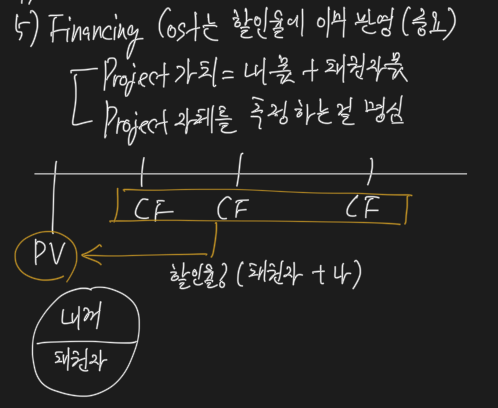 5) Financing Cost는 할인율에 이미 반영 (중요)
Project 가치 = 내 몫 + 채권자 몫
Project 자체를 측정하는걸 명심
CF CF CF
PV
할인율? (채권자 + 나)
내꺼
채권자